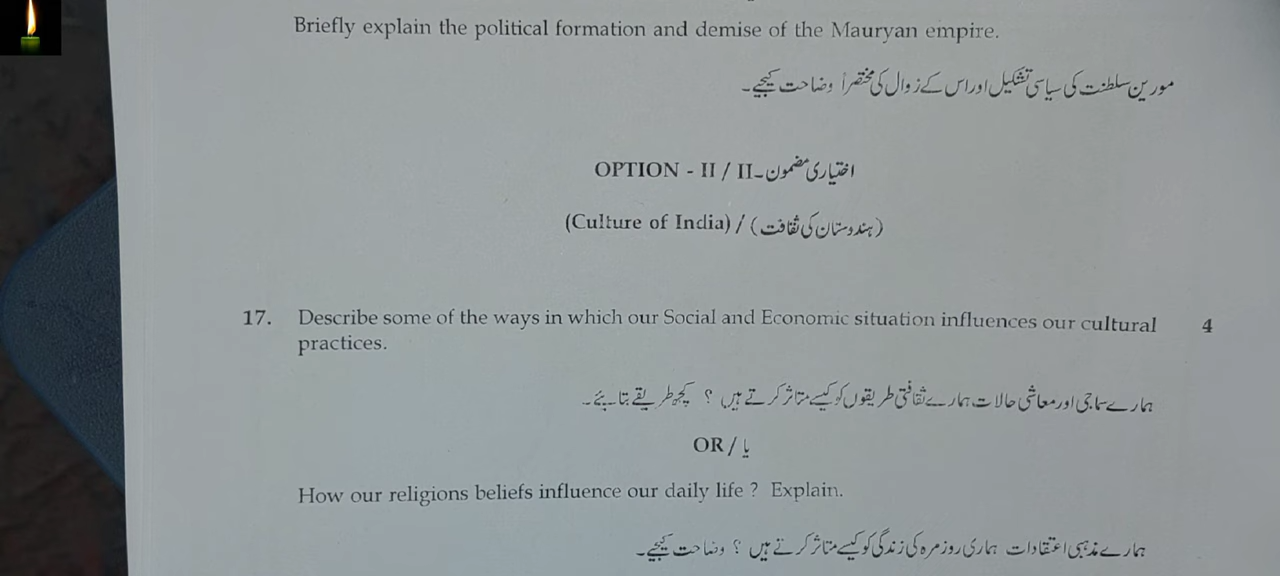 Briefly explain the political formation and demise of the Mauryan empire.
مورین سلطنت کی سیاسی تشکیل اور اس کے زوال کی مختصراً وضاحت کیجیے۔
OPTION - II / II-اختیاری مضمون
(Culture of India) / (ہندوستان کی ثقافت)
17. Describe some of the ways in which our Social and Economic situation influences our cultural 4
practices.
ہمارے سماجی اور معاشی حالات ہمارے ثقافتی طریقوں کو کیسے متاثر کرتے ہیں ؟ کچھ طریقے بتائیے۔
OR / یا
How our religions beliefs influence our daily life ? Explain.
ہمارے مذہبی اعتقادات ہماری روزمرہ کی زندگی کو کیسے متاثر کرتے ہیں ؟ وضاحت کیجیے۔